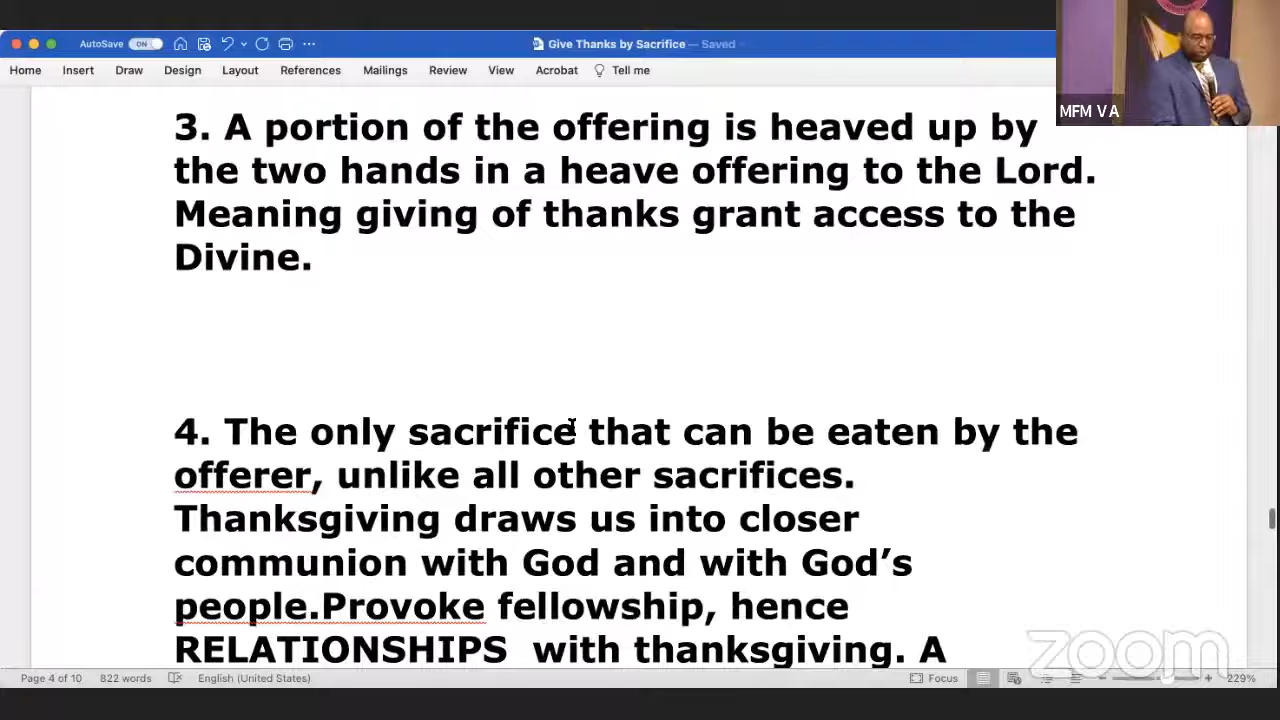 AutoSave ON
Give Thanks by Sacrifice — Saved
Home Insert Draw Design Layout References Mailings Review View Acrobat Tell me
MFM VA
3. A portion of the offering is heaved up by
the two hands in a heave offering to the Lord.
Meaning giving of thanks grant access to the
Divine.
4. The only sacrifice that can be eaten by the
offerer, unlike all other sacrifices.
Thanksgiving draws us into closer
communion with God and with God’s
people.Provoke fellowship, hence
RELATIONSHIPS with thanksgiving. A
zoom
Page 4 of 10 822 words English (United States) Focus 229%